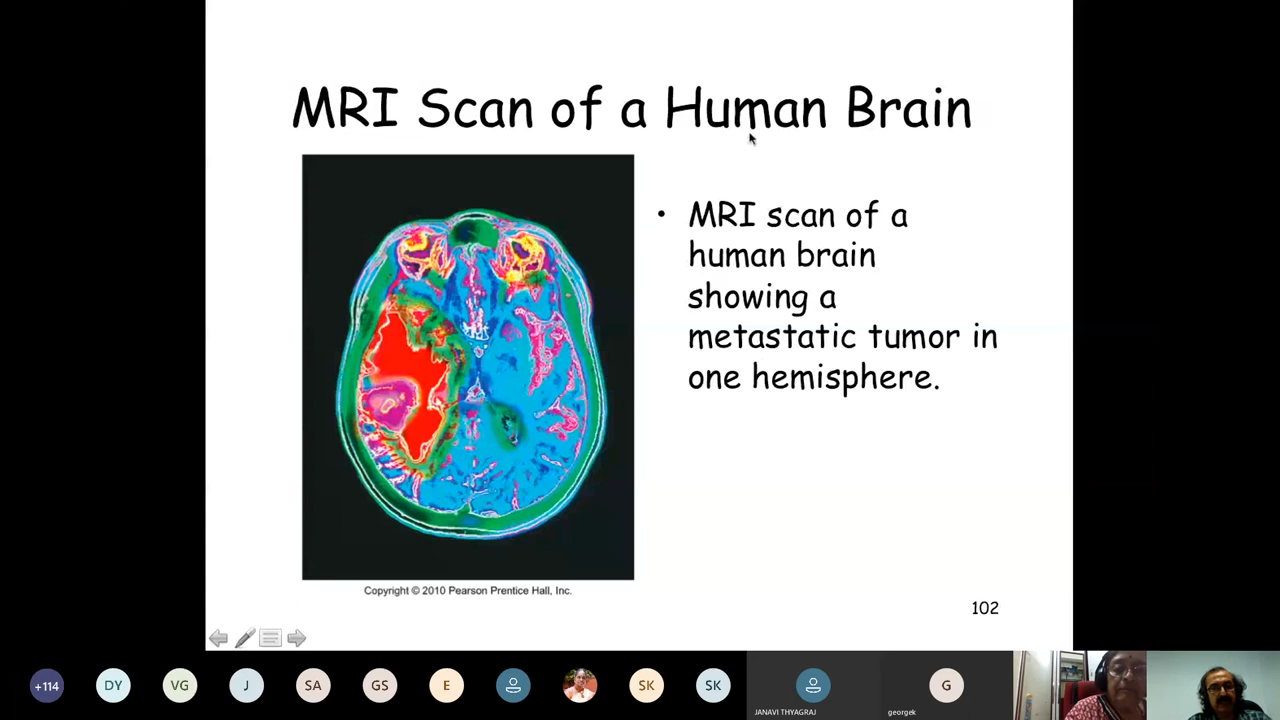 MRI Scan of a Human Brain
• MRI scan of a
human brain
showing a
metastatic tumor in
one hemisphere.
Copyright © 2010 Pearson Prentice Hall, Inc.
102
+114
DY
VG
J
SA
GS
E
SK
SK
JANAVI THYAGRAJ
G
georgek